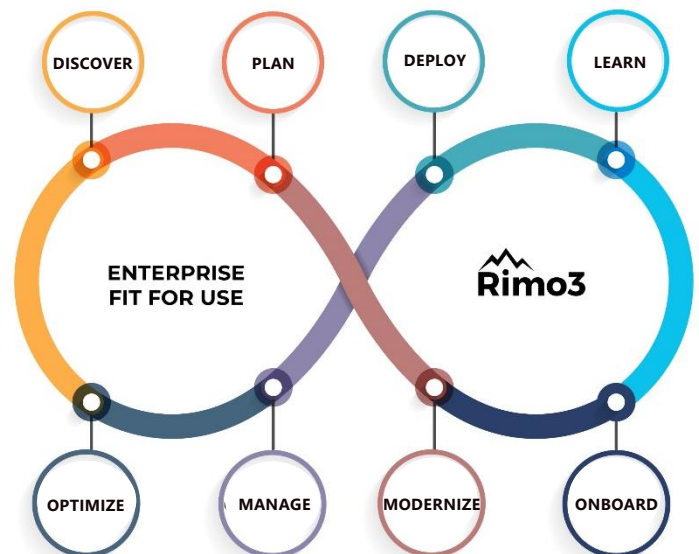 DISCOVER
PLAN
DEPLOY
LEARN
ENTERPRISE
FIT FOR USE
Rimo3
OPTIMIZE
MANAGE
MODERNIZE
ONBOARD